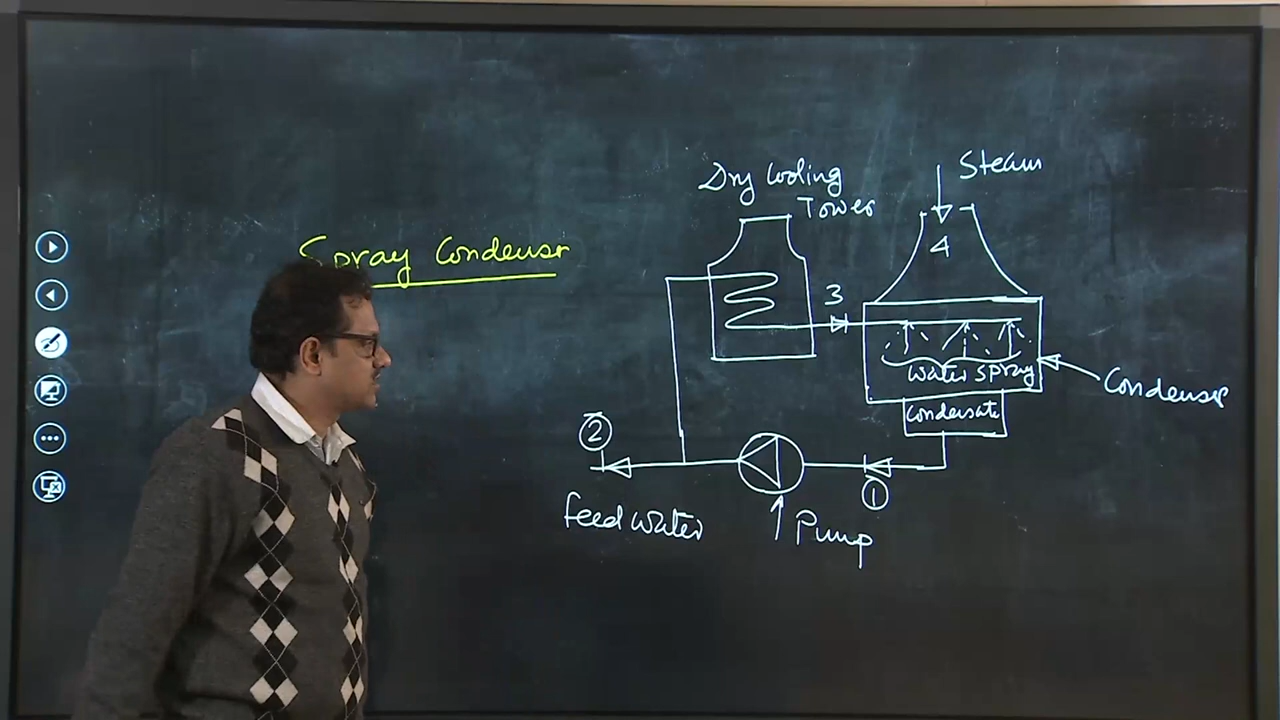 Spray Condenser
Dry Cooling
Tower
Steam
4
3
Water Spray
Condenser
Condensate
2
1
Feed Water
Pump